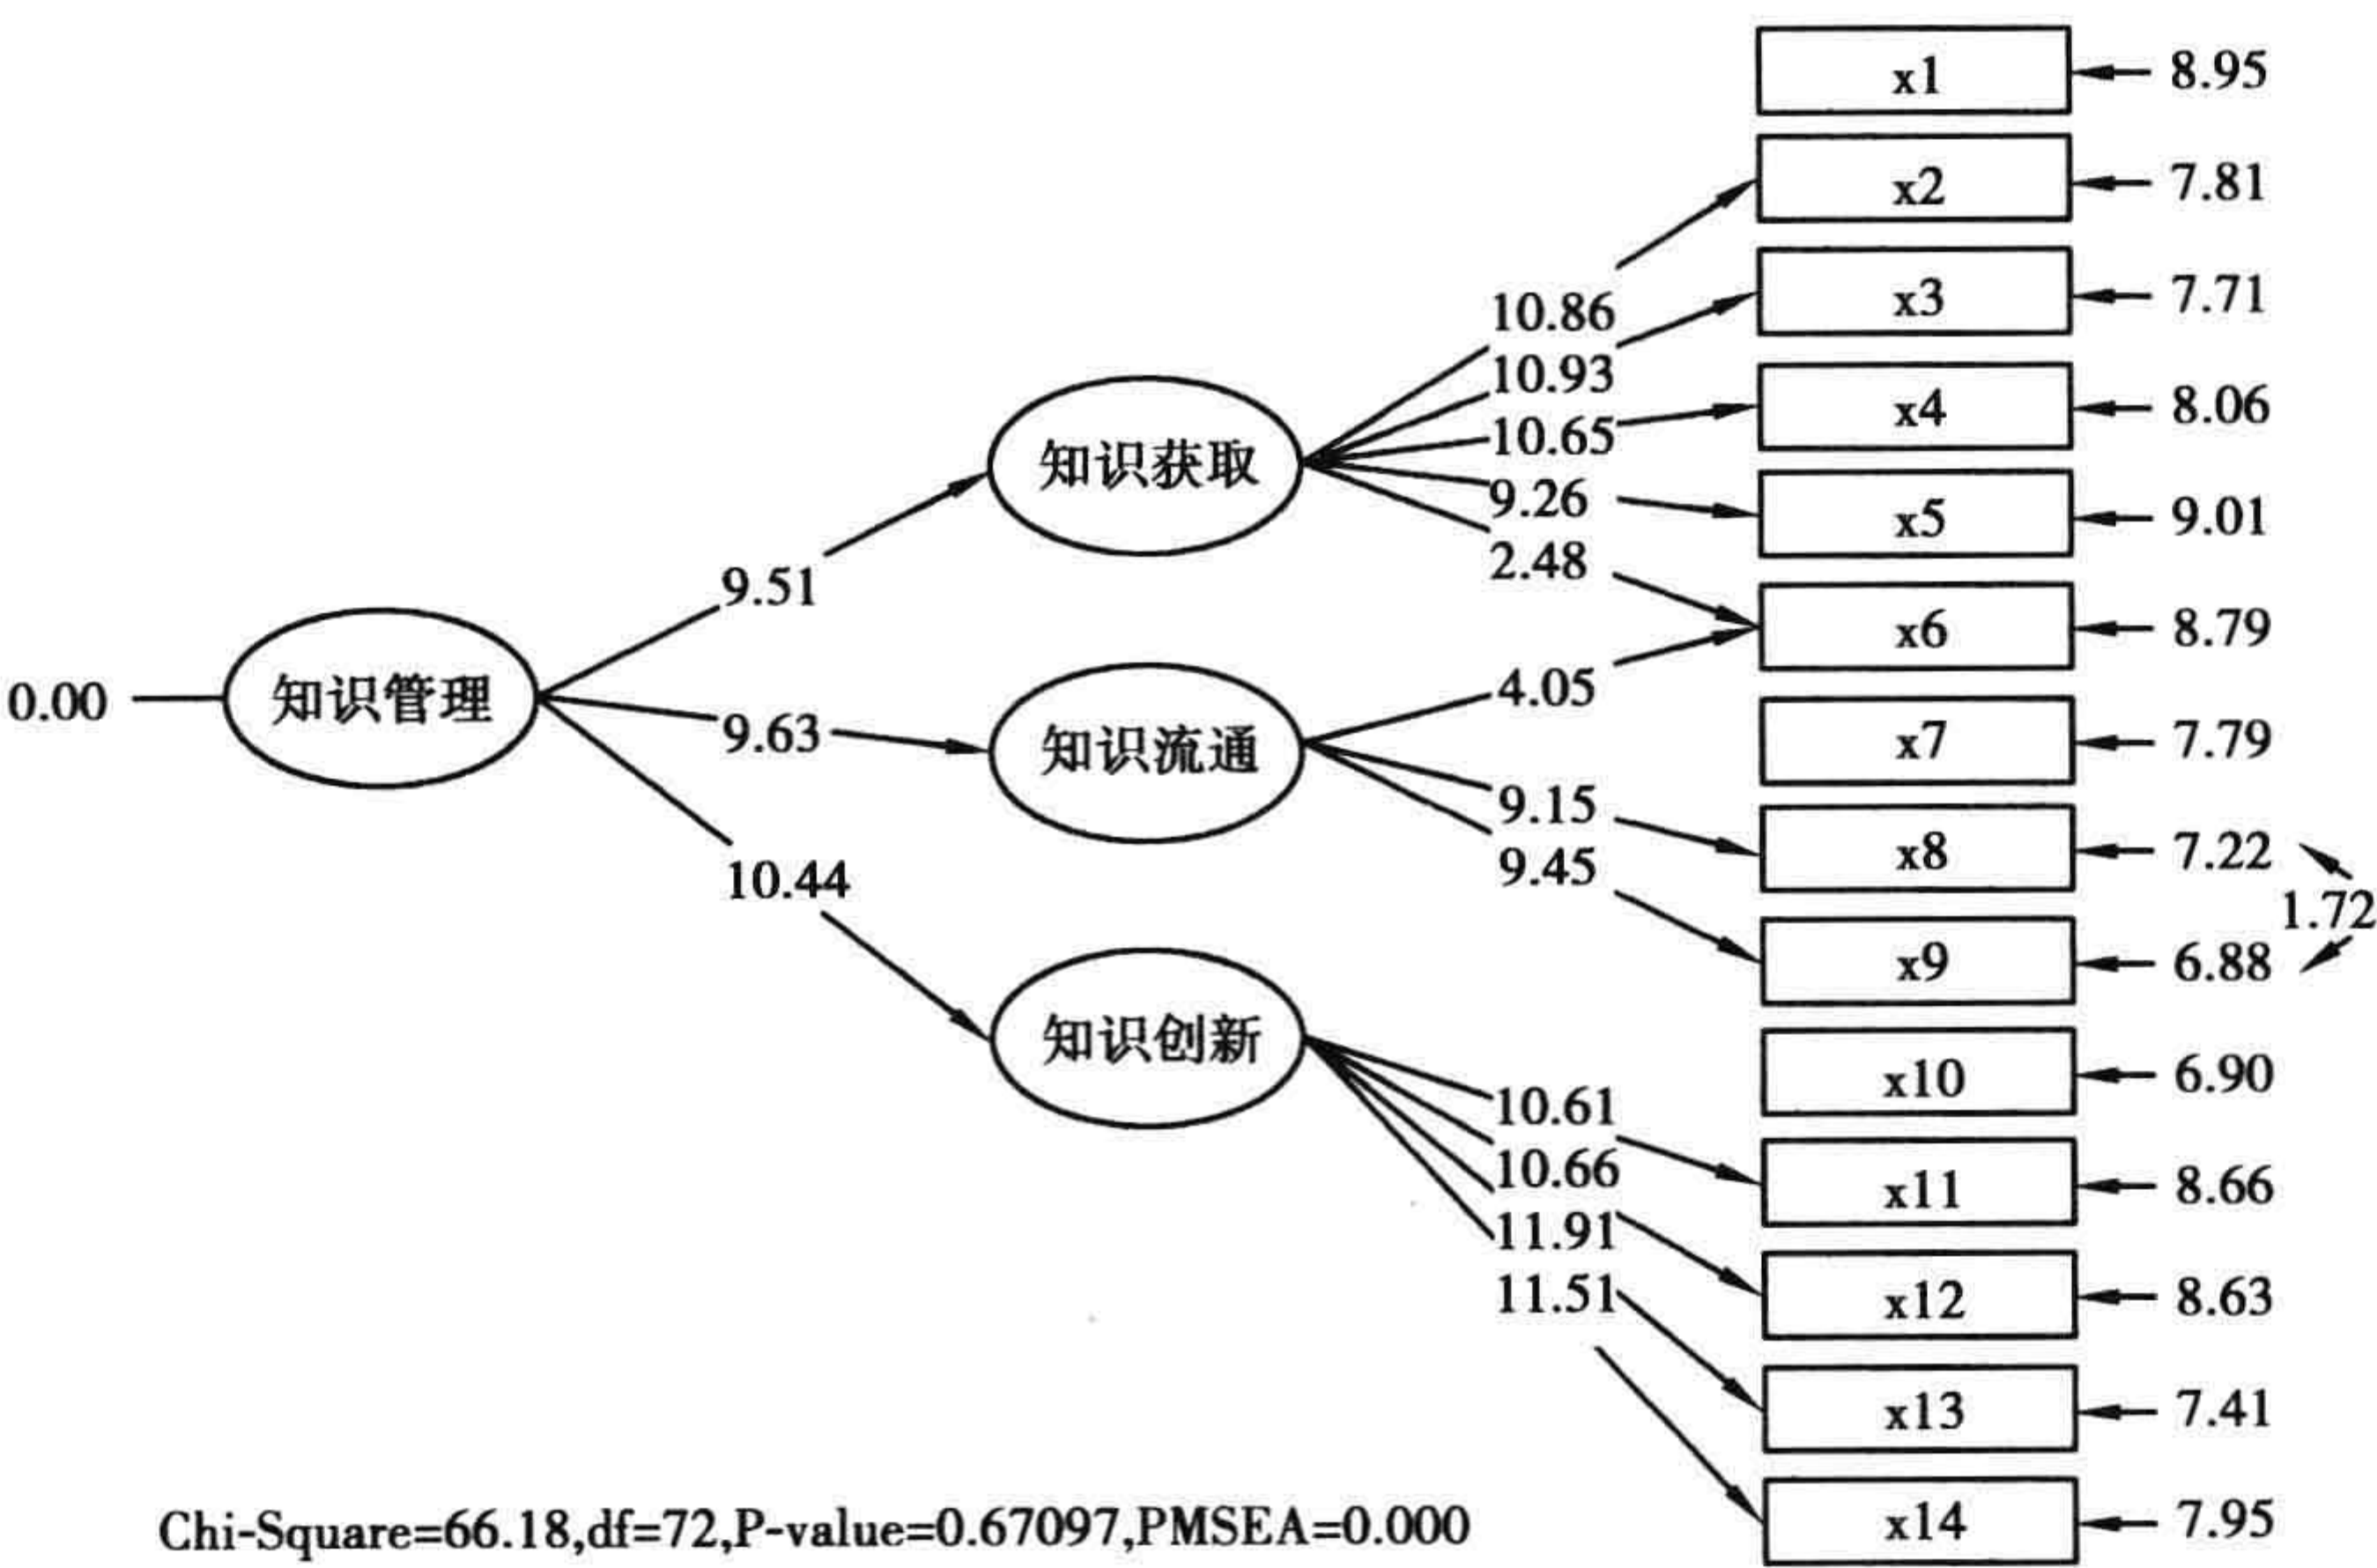 x1 8.95
x2 7.81
x3 7.71
10.86
10.93
x4 8.06
10.65
知识获取
9.26
x5 9.01
2.48
9.51
x6 8.79
4.05
0.00 知识管理
9.63
知识流通
x7 7.79
9.15
x8 7.22
9.45
1.72
10.44
x9 6.88
知识创新
x10 6.90
10.61
10.66
x11 8.66
11.91
11.51
x12 8.63
x13 7.41
x14 7.95
Chi-Square=66.18,df=72,P-value=0.67097,PMSEA=0.000